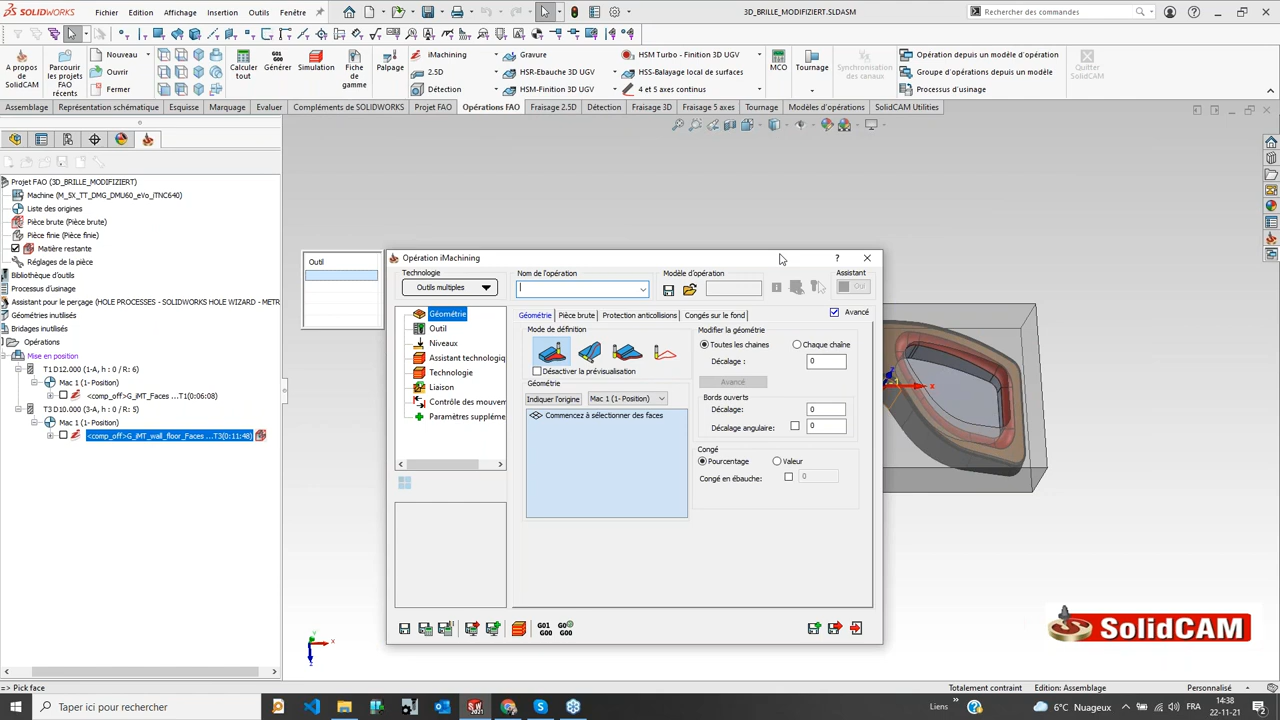 SOLIDWORKS
Fichier
Edition
Affichage
Insertion
Outils
Fenêtre
3D_BRILLE_MODIFIZIERT.SLDASM
Rechercher des commandes
A propos de SolidCAM
Parcourir les projets FAO récents
Nouveau
Ouvrir
Fermer
Calculer tout
G01
G00
Générer
Simulation
Fiche de gamme
Palpage
iMachining
2.5D
Détection
Gravure
HSR-Ebauche 3D UGV
HSM-Finition 3D UGV
HSM Turbo - Finition 3D UGV
HSS-Balayage local de surfaces
4 et 5 axes continus
MCO
Tournage
Synchronisation des canaux
Opération depuis un modèle d'opération
Groupe d'opérations depuis un modèle
Processus d'usinage
Quitter SolidCAM
Assemblage
Représentation schématique
Esquisse
Marquage
Evaluer
Compléments de SOLIDWORKS
Projet FAO
Opérations FAO
Fraisage 2.5D
Détection
Fraisage 3D
Fraisage 5 axes
Tournage
Modèles d'opérations
SolidCAM Utilities
Projet FAO (3D_BRILLE_MODIFIZIERT)
Machine (M_5X_TT_DMG_DMU60_eVo_iTNC640)
Liste des origines
Pièce brute (Pièce brute)
Pièce finie (Pièce finie)
Matière restante
Réglages de la pièce
Bibliothèque d'outils
Processus d'usinage
Assistant pour le perçage (HOLE PROCESSES - SOLIDWORKS HOLE WIZARD - METR
Géométries inutilisés
Bridages inutilisés
Opérations
Mise en position
T1 D12.000 (1-A, h : 0 / R: 6)
Mac 1 (1- Position)
<comp_off>G_iMT_Faces ...T1(0:06:08)
T3 D10.000 (3-A, h : 0 / R: 5)
Mac 1 (1- Position)
<comp_off>G_iMT_wall_floor_Faces ...T3(0:11:48)
Outil
Opération iMachining
?
Technologie
Outils multiples
Nom de l'opération
Modèle d'opération
Assistant
Oui
Géométrie
Outil
Niveaux
Assistant technologiq
Technologie
Liaison
Contrôle des mouvem
Paramètres suppléme
Géométrie
Pièce brute
Protection anticollisions
Congés sur le fond
Avancé
Mode de définition
Désactiver la prévisualisation
Géométrie
Indiquer l'origine
Mac 1 (1- Position)
Commencez à sélectionner des faces
Modifier la géométrie
Toutes les chaines
Chaque chaîne
Décalage :
0
Avancé
Bords ouverts
Décalage:
0
Décalage angulaire:
0
Congé
Pourcentage
Valeur
Congé en ébauche:
0
G01
G00
G00
x
SolidCAM
=> Pick face
Totalement contraint
Edition: Assemblage
Personnalisé
Taper ici pour rechercher
Liens
6°C Nuageux
FRA
14:38
22-11-21